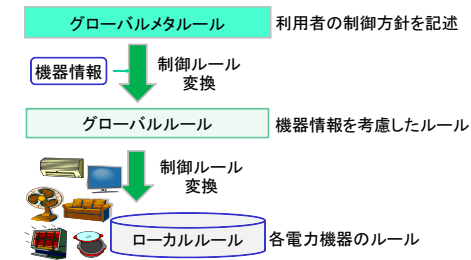 グローバルメタルール
利用者の制御方針を記述
機器情報
制御ルール
変換
グローバルルール
機器情報を考慮したルール
制御ルール
変換
ローカルルール
各電力機器のルール